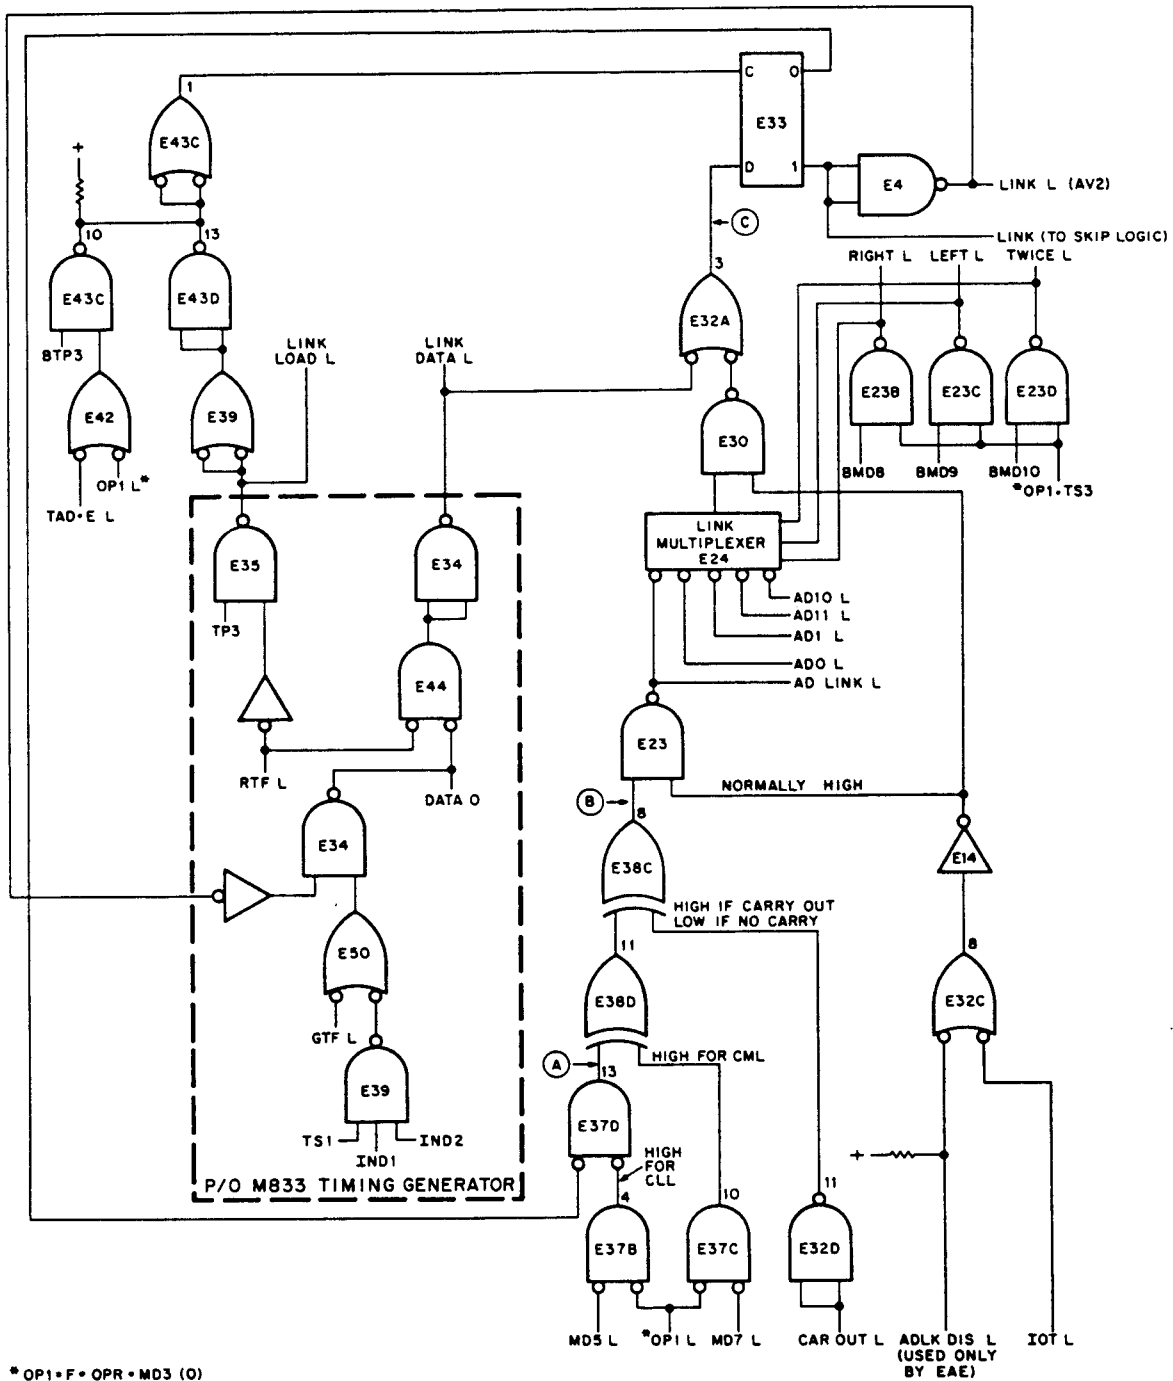 1
C
0
E33
D
1
E43C
+
E4
LINK L (AV2)
LINK (TO SKIP LOGIC)
C
10
13
3
RIGHT L
LEFT L
TWICE L
E43C
E43D
E32A
BTP3
LINK
LOAD L
LINK
DATA L
E23B
E23C
E23D
E42
E39
E30
OP1 L*
BMD8
BMD9
BMD10
*OP1•TS3
TAD•E L
LINK
MULTIPLEXER
E24
E35
E34
AD10 L
AD11 L
AD1 L
AD0 L
AD LINK L
TP3
E44
E23
RTF L
DATA 0
NORMALLY HIGH
B
8
E34
E38C
E14
HIGH IF CARRY OUT
LOW IF NO CARRY
11
8
E50
E38D
E32C
GTF L
A
HIGH FOR CML
13
E39
E37D
TS1
IND1
IND2
HIGH
FOR
CLL
+
P/O M833 TIMING GENERATOR
4
10
11
E37B
E37C
E32D
MD5 L
*OP1 L
MD7 L
CAR OUT L
ADLK DIS L
(USED ONLY
BY EAE)
IOT L
*OP1=F•OPR•MD3 (0)